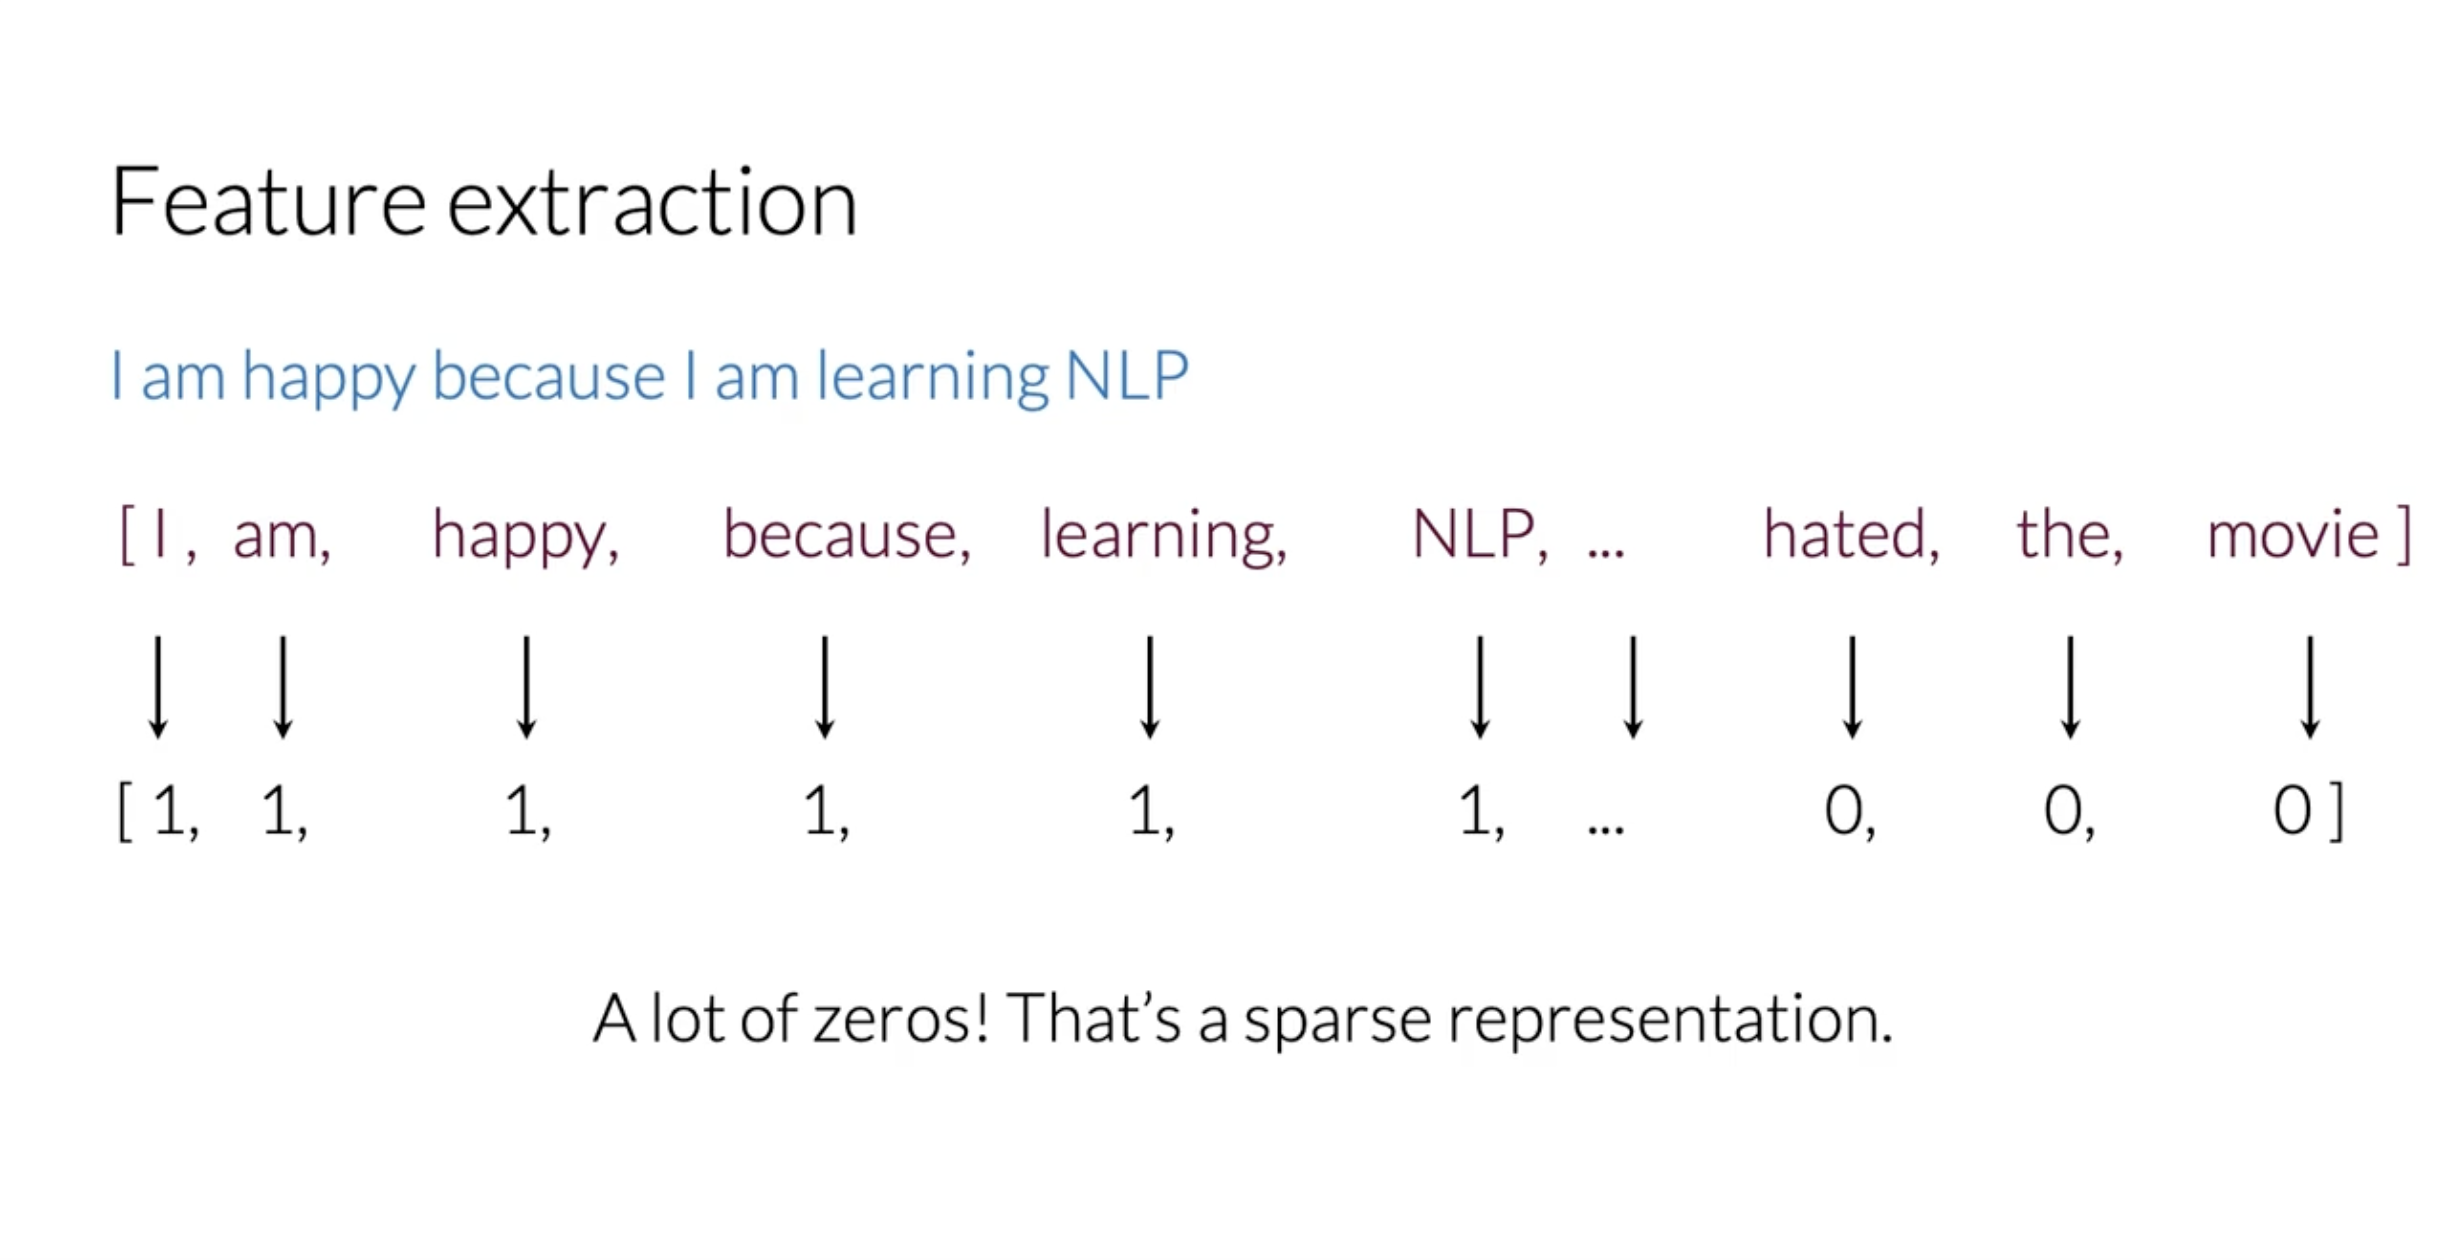 Feature extraction
I am happy because I am learning NLP
[ I , am, happy, because, learning, NLP, ... hated, the, movie ]
[ 1, 1, 1, 1, 1, 1, ... 0, 0, 0 ]
A lot of zeros! That’s a sparse representation.